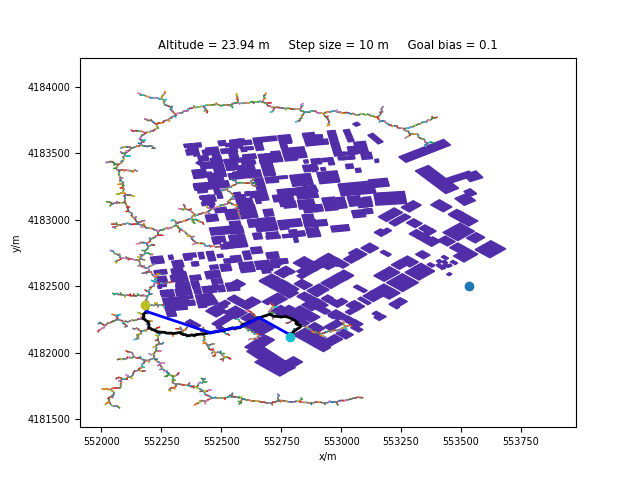 Altitude = 23.94 m     Step size = 10 m     Goal bias = 0.1
4184000
4183500
4183000
4182500
4182000
4181500
y/m
552000 552250 552500 552750 553000 553250 553500 553750
x/m